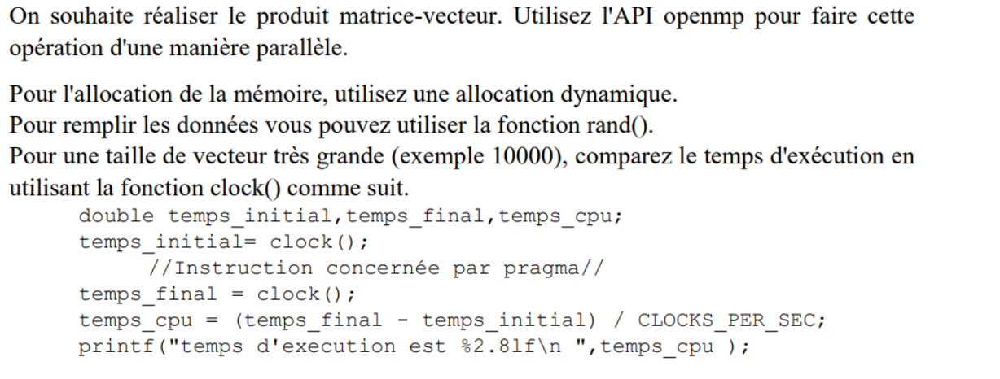 On souhaite réaliser le produit matrice-vecteur. Utilisez l'API openmp pour faire cette
opération d'une manière parallèle.
Pour l'allocation de la mémoire, utilisez une allocation dynamique.
Pour remplir les données vous pouvez utiliser la fonction rand().
Pour une taille de vecteur très grande (exemple 10000), comparez le temps d'exécution en
utilisant la fonction clock() comme suit.
double temps_initial,temps_final,temps_cpu;
temps_initial= clock();
//Instruction concernée par pragma//
temps_final = clock();
temps_cpu = (temps_final - temps_initial) / CLOCKS_PER_SEC;
printf("temps d'execution est %2.8lf\n ",temps_cpu );